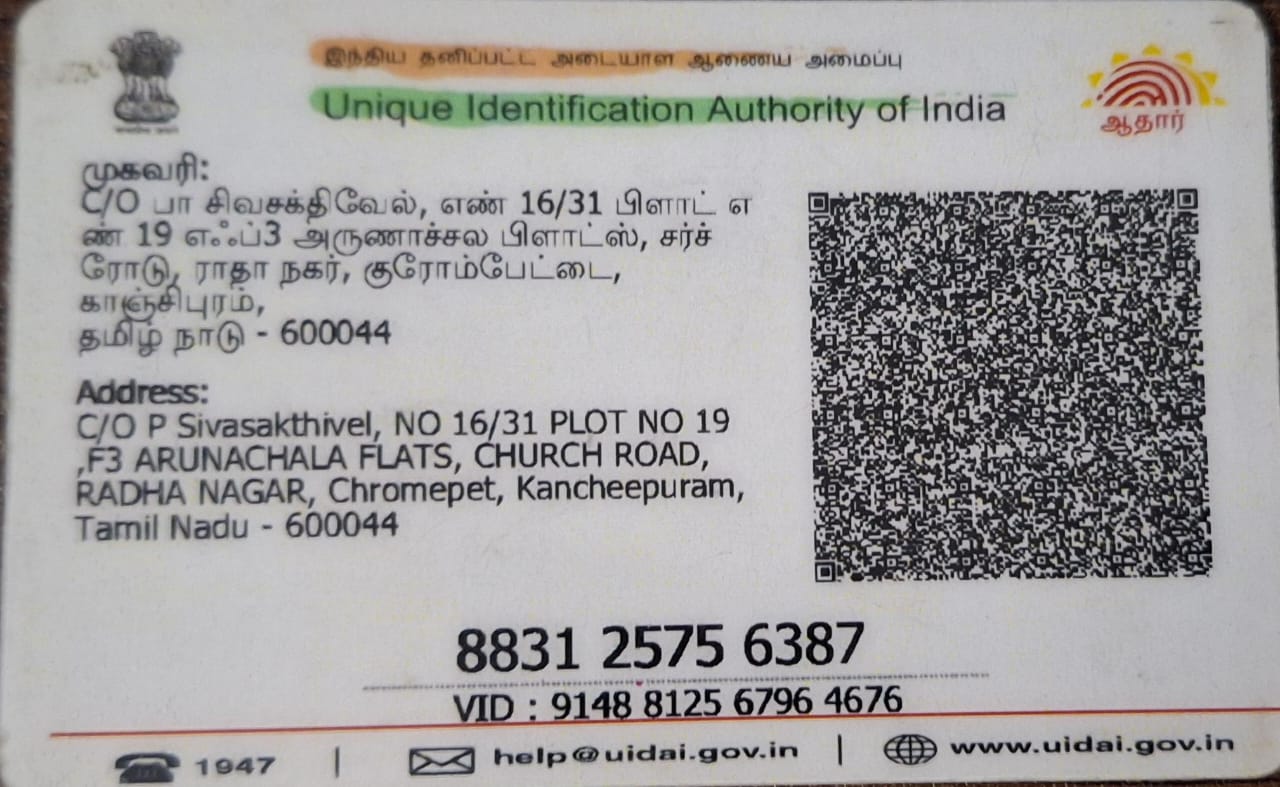 இந்திய தனிப்பட்ட அடையாள ஆணைய அமைப்பு
Unique Identification Authority of India
ஆதார்
முகவரி:
C/O பா சிவசக்திவேல், எண் 16/31 பிளாட் எ
ண் 19 எஃப்3 அருணாச்சல பிளாட்ஸ், சர்ச்
ரோடு, ராதா நகர், குரோம்பேட்டை,
காஞ்சிபுரம்,
தமிழ் நாடு - 600044
Address:
C/O P Sivasakthivel, NO 16/31 PLOT NO 19
,F3 ARUNACHALA FLATS, CHURCH ROAD,
RADHA NAGAR, Chromepet, Kancheepuram,
Tamil Nadu - 600044
8831 2575 6387
VID : 9148 8125 6796 4676
1947 | help@uidai.gov.in | www.uidai.gov.in